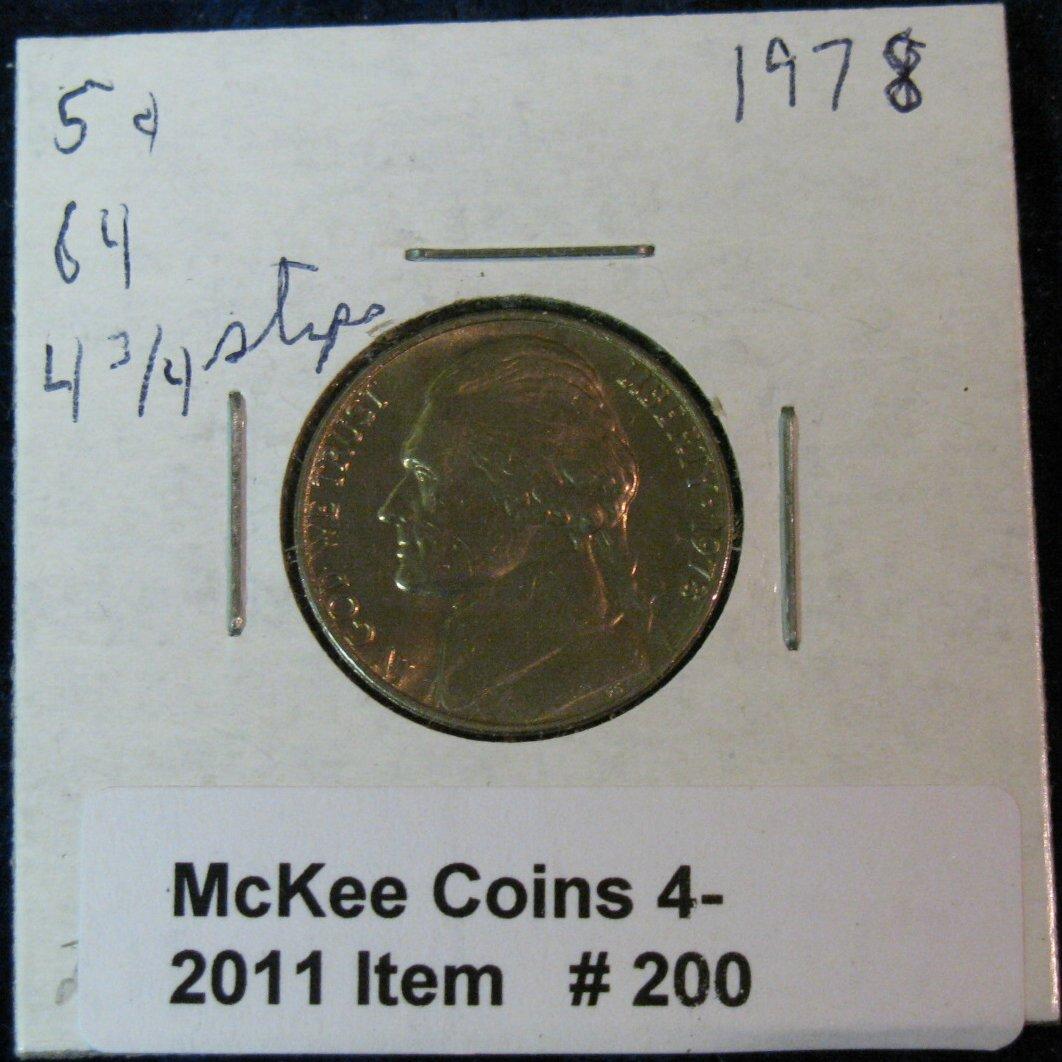 5¢
1978
64
4 3/4 steps
IN GOD WE TRUST
LIBERTY 1978
McKee Coins 4-
2011 Item # 200